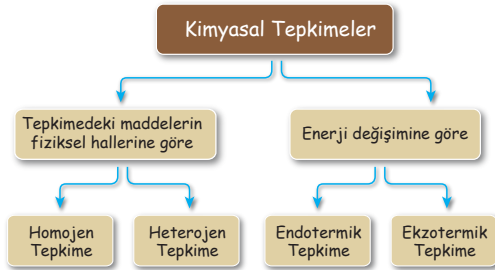 Kimyasal Tepkimeler
Tepkimedeki maddelerin
fiziksel hallerine göre
Enerji değişimine göre
Homojen
Tepkime
Heterojen
Tepkime
Endotermik
Tepkime
Ekzotermik
Tepkime